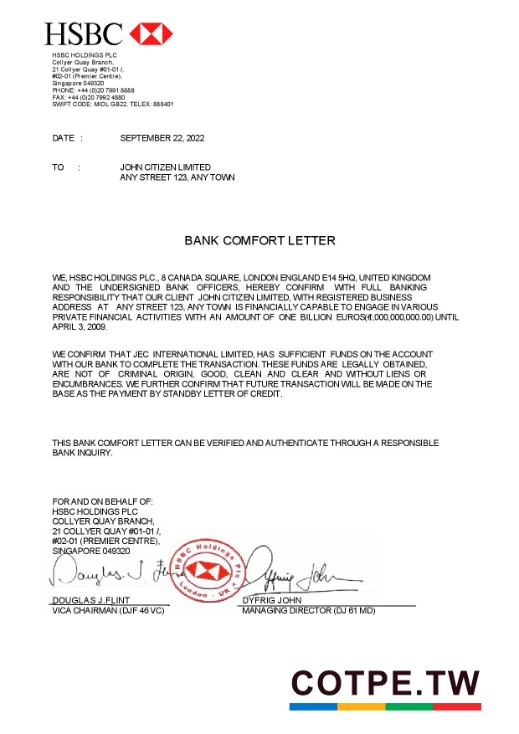 HSBC
HSBC HOLDINGS PLC
Collyer Quay Branch,
21 Collyer Quay #01-01 /,
#02-01 (Premier Centre),
Singapore 049320
PHONE: +44 (0)20 7991 8888
FAX: +44 (0)20 7992 4880
SWIFT CODE: MIDL GB22, TELEX: 888401
DATE : SEPTEMBER 22, 2022
TO : JOHN CITIZEN LIMITED
ANY STREET 123, ANY TOWN
BANK COMFORT LETTER
WE, HSBC HOLDINGS PLC., 8 CANADA SQUARE, LONDON ENGLAND E14 5HQ, UNITED KINGDOM
AND THE UNDERSIGNED BANK OFFICERS, HEREBY CONFIRM WITH FULL BANKING
RESPONSIBILITY THAT OUR CLIENT JOHN CITIZEN LIMITED, WITH REGISTERED BUSINESS
ADDRESS AT ANY STREET 123, ANY TOWN IS FINANCIALLY CAPABLE TO ENGAGE IN VARIOUS
PRIVATE FINANCIAL ACTIVITIES WITH AN AMOUNT OF ONE BILLION EUROS(€1,000,000,000.00) UNTIL
APRIL 3, 2009.
WE CONFIRM THAT JEC INTERNATIONAL LIMITED, HAS SUFFICIENT FUNDS ON THE ACCOUNT
WITH OUR BANK TO COMPLETE THE TRANSACTION. THESE FUNDS ARE LEGALLY OBTAINED,
ARE NOT OF CRIMINAL ORIGIN, GOOD, CLEAN AND CLEAR AND WITHOUT LIENS OR
ENCUMBRANCES. WE FURTHER CONFIRM THAT FUTURE TRANSACTION WILL BE MADE ON THE
BASE AS THE PAYMENT BY STANDBY LETTER OF CREDIT.
THIS BANK COMFORT LETTER CAN BE VERIFIED AND AUTHENTICATE THROUGH A RESPONSIBLE
BANK INQUIRY.
FOR AND ON BEHALF OF:
HSBC HOLDINGS PLC
COLLYER QUAY BRANCH,
21 COLLYER QUAY #01-01 /,
#02-01 (PREMIER CENTRE),
SINGAPORE 049320
Douglas. J. Flint
HSBC Holdings Plc
London - UK
Dyfrig John
DOUGLAS J.FLINT
VICA CHAIRMAN (DJF 46 VC)
DYFRIG JOHN
MANAGING DIRECTOR (DJ 61 MD)
COTPE.TW